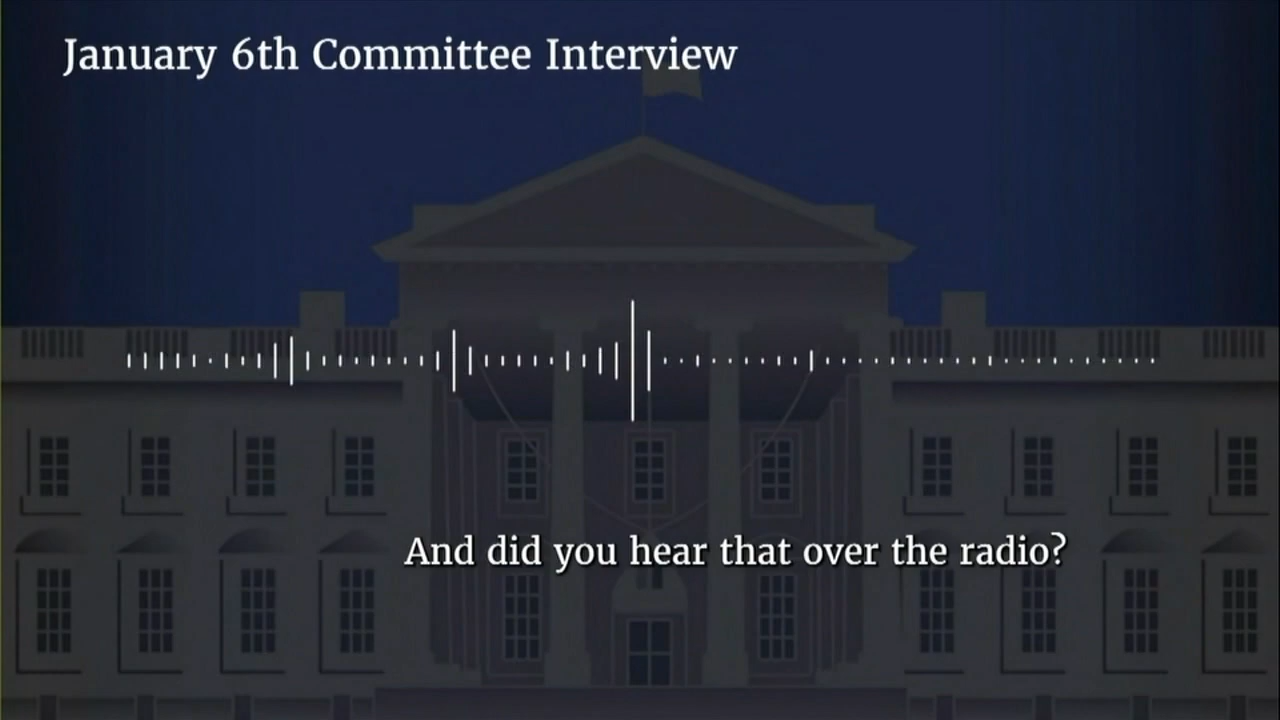 January 6th Committee Interview
And did you hear that over the radio?